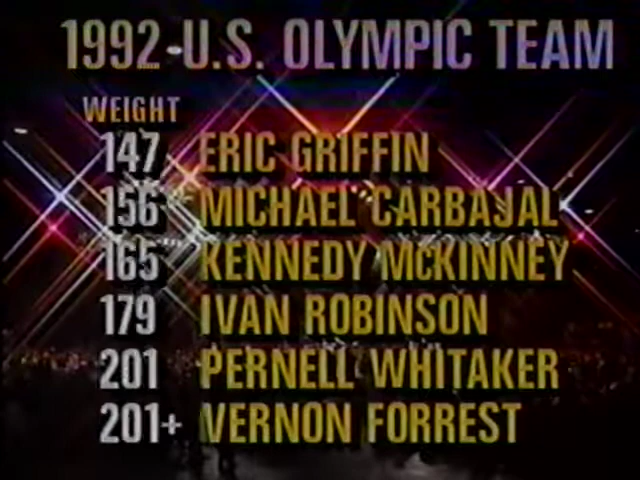 1992 U.S. OLYMPIC TEAM
WEIGHT
147 ERIC GRIFFIN
156 MICHAEL CARBAJAL
165 KENNEDY McKINNEY
179 IVAN ROBINSON
201 PERNELL WHITAKER
201+ VERNON FORREST